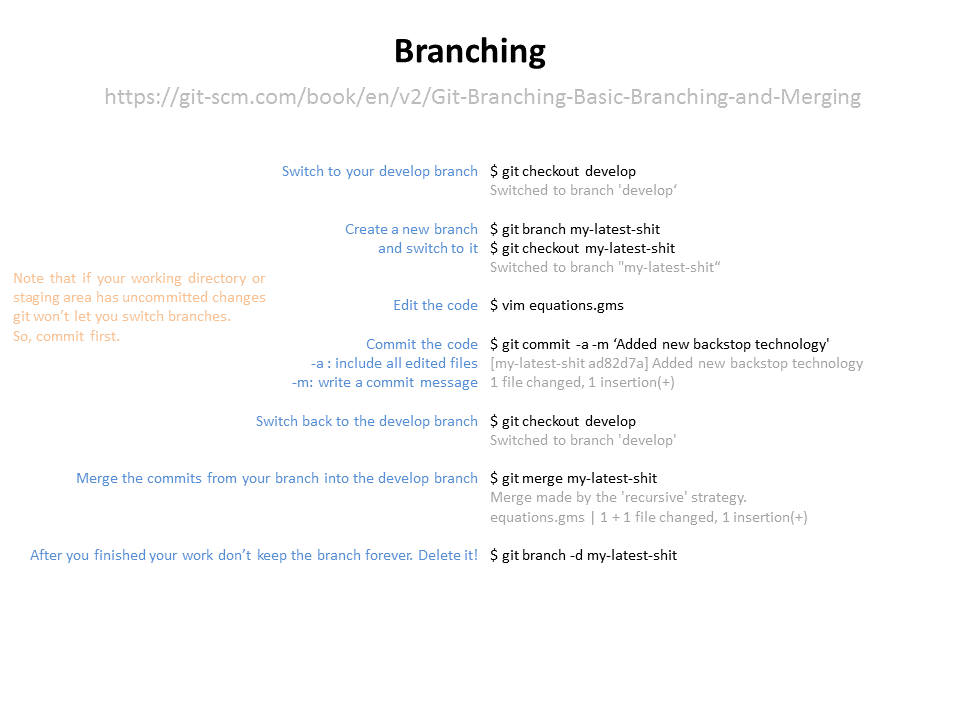 Branching
https://git-scm.com/book/en/v2/Git-Branching-Basic-Branching-and-Merging
Switch to your develop branch $ git checkout develop
Switched to branch 'develop‘
Create a new branch $ git branch my-latest-shit
and switch to it $ git checkout my-latest-shit
Switched to branch "my-latest-shit“
Note that if your working directory or
staging area has uncommitted changes
git won’t let you switch branches.
So, commit first.
Edit the code $ vim equations.gms
Commit the code $ git commit -a -m ‘Added new backstop technology'
-a : include all edited files [my-latest-shit ad82d7a] Added new backstop technology
-m: write a commit message 1 file changed, 1 insertion(+)
Switch back to the develop branch $ git checkout develop
Switched to branch 'develop'
Merge the commits from your branch into the develop branch $ git merge my-latest-shit
Merge made by the 'recursive' strategy.
equations.gms | 1 + 1 file changed, 1 insertion(+)
After you finished your work don’t keep the branch forever. Delete it! $ git branch -d my-latest-shit